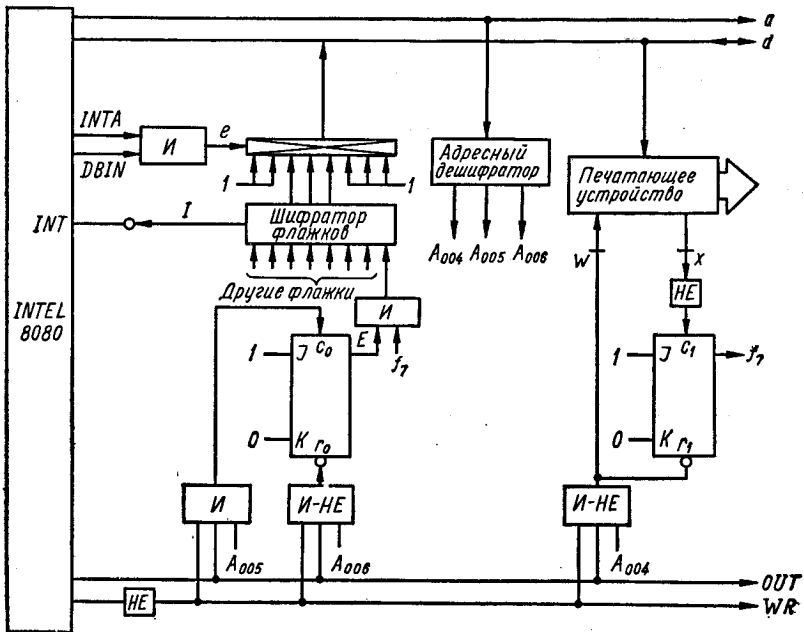 a
d
INTA
И
e
DBIN
1
1
Адресный
дешифратор
Печатающее
устройство
I
INT
Шифратор
флажков
A004 A005 A006
W
x
НЕ
Другие флажки
И
INTEL
8080
E
f7
1
J C0
K r0
0
1
J C1
K r1
0
f7
И
И-НЕ
И-НЕ
A005
A006
A004
OUT
НЕ
WR